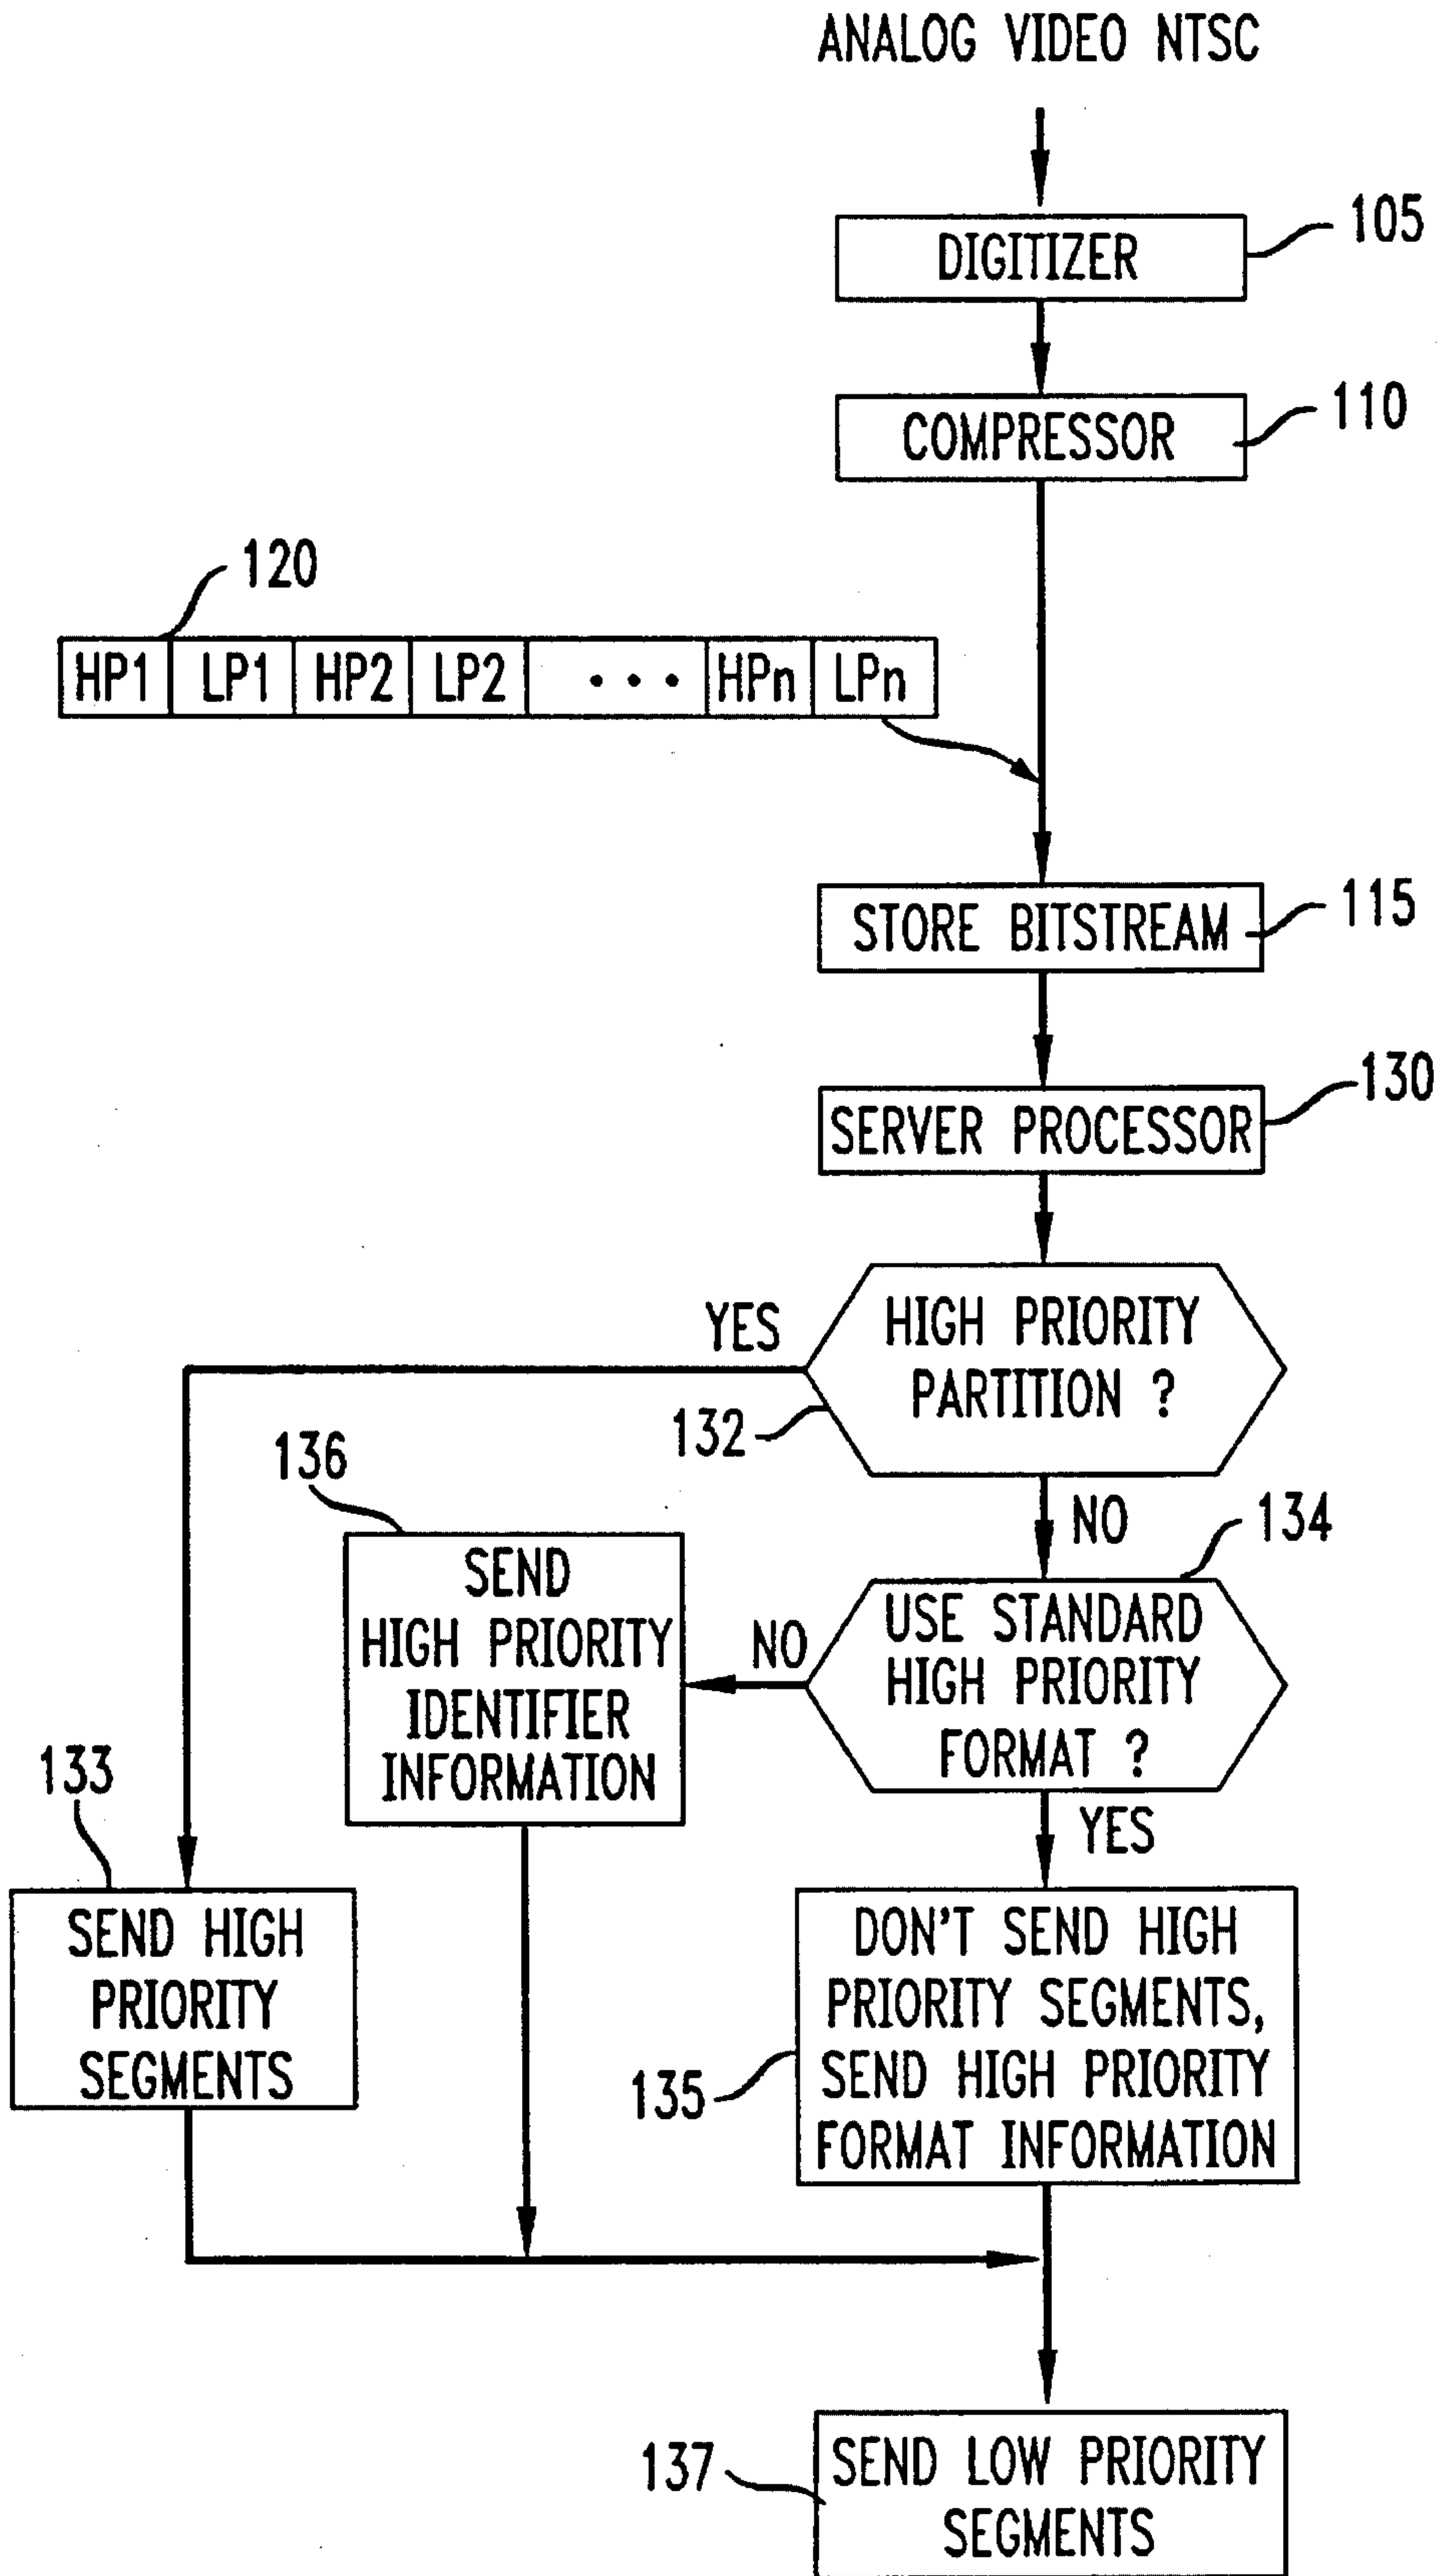 ANALOG VIDEO NTSC
DIGITIZER
105
COMPRESSOR
110
120
HP1 LP1 HP2 LP2 • • • HPn LPn
STORE BITSTREAM
115
SERVER PROCESSOR
130
HIGH PRIORITY
PARTITION ?
YES
132
NO
136
SEND
HIGH PRIORITY
IDENTIFIER
INFORMATION
134
USE STANDARD
HIGH PRIORITY
FORMAT ?
NO
YES
133
SEND HIGH
PRIORITY
SEGMENTS
DON'T SEND HIGH
PRIORITY SEGMENTS,
SEND HIGH PRIORITY
FORMAT INFORMATION
135
137
SEND LOW PRIORITY
SEGMENTS